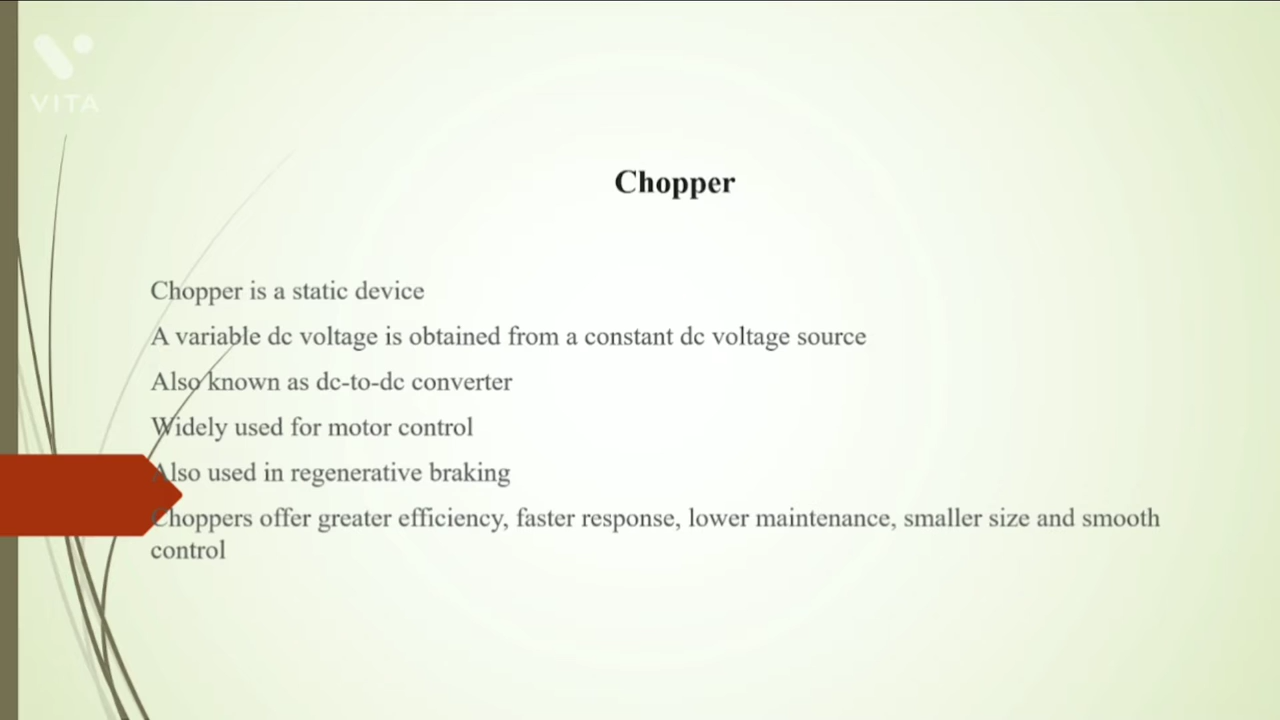 VITA
Chopper
Chopper is a static device
A variable dc voltage is obtained from a constant dc voltage source
Also known as dc-to-dc converter
Widely used for motor control
Also used in regenerative braking
Choppers offer greater efficiency, faster response, lower maintenance, smaller size and smooth
control